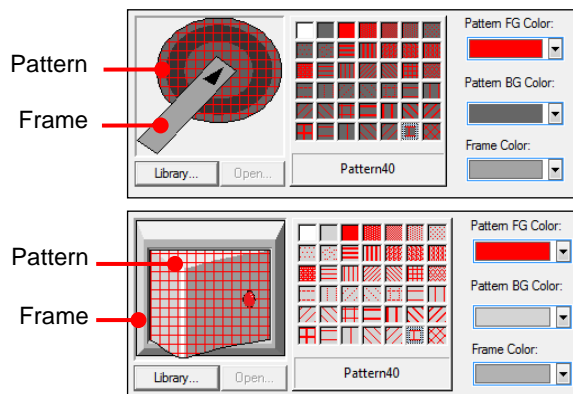 Pattern
Frame
Library... Open...
Pattern40
Pattern FG Color:
Pattern BG Color:
Frame Color:
Pattern
Frame
Library... Open...
Pattern40
Pattern FG Color:
Pattern BG Color:
Frame Color: